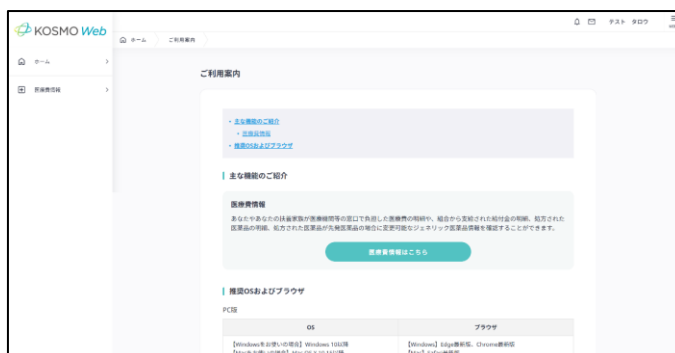 KOSMO Web
テスト タロウ
ホーム
ご利用案内
ホーム
医療費情報
ご利用案内
・主な機能のご紹介
・医療費情報
・推奨OSおよびブラウザ
主な機能のご紹介
医療費情報
あなたやあなたの扶養家族が医療機関等の窓口で負担した医療費の明細や、組合から支給された給付金の明細、処方された
医薬品の明細、処方された医薬品が先発医薬品の場合に変更可能なジェネリック医薬品情報を確認することができます。
医療費情報はこちら
推奨OSおよびブラウザ
PC版
OS
ブラウザ
【Windowsをお使いの場合】Windows 10以降
【Windows】Edge最新版、Chrome最新版